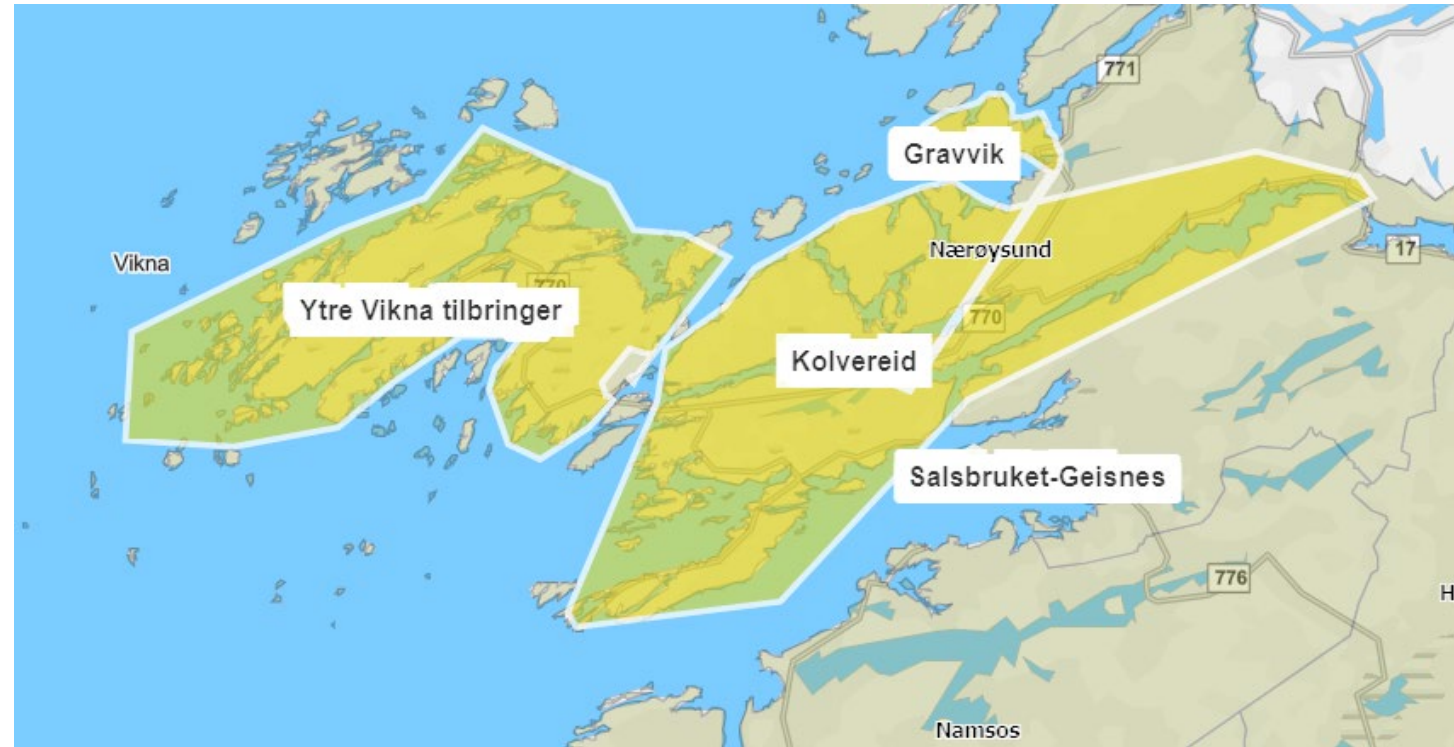 771
Gravvik
Nærøysund
17
Vikna
770
Ytre Vikna tilbringer
770
Kolvereid
Salsbruket-Geisnes
776
H
Namsos